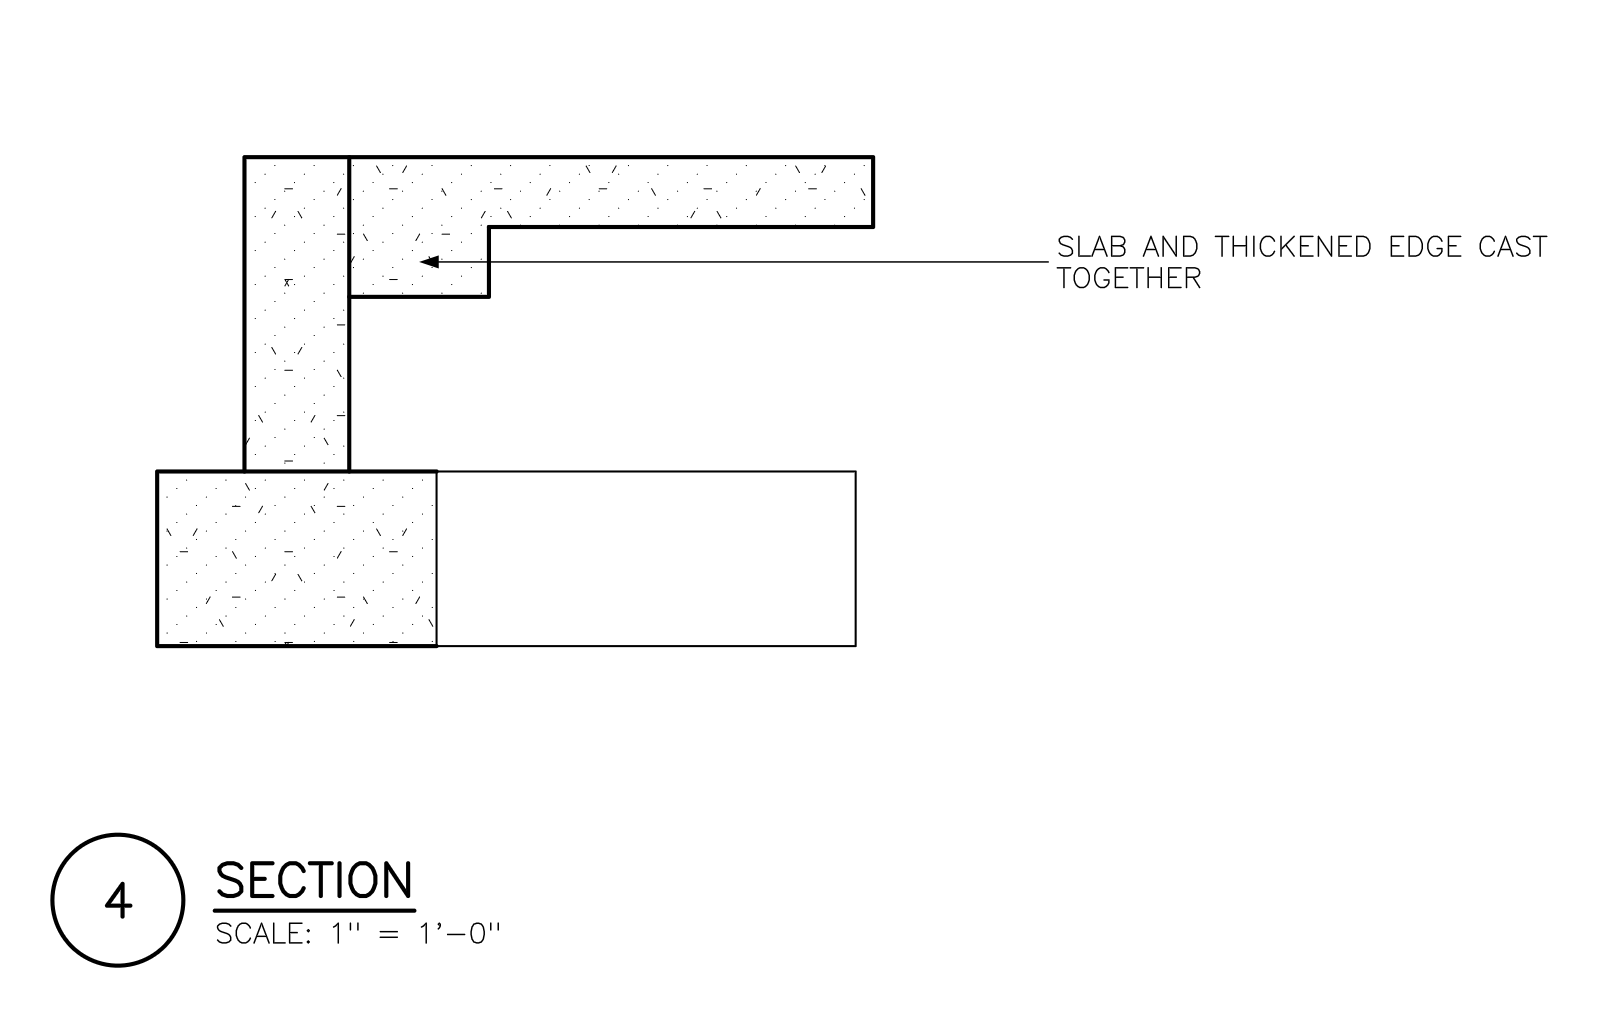 SLAB AND THICKENED EDGE CAST
TOGETHER
4
SECTION
SCALE: 1" = 1'-0"